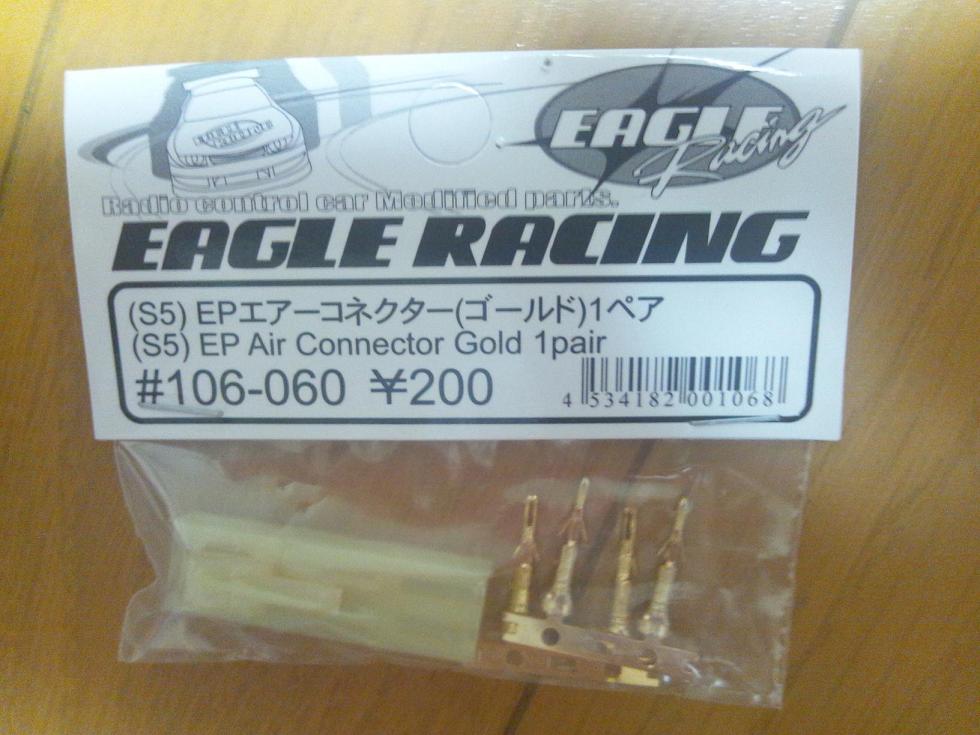 EAGLE
Racing
Radio control car Modified parts.
EAGLE RACING
(S5) EPエアーコネクター(ゴールド)1ペア
(S5) EP Air Connector Gold 1pair
#106-060 ¥200
4 534182 001068